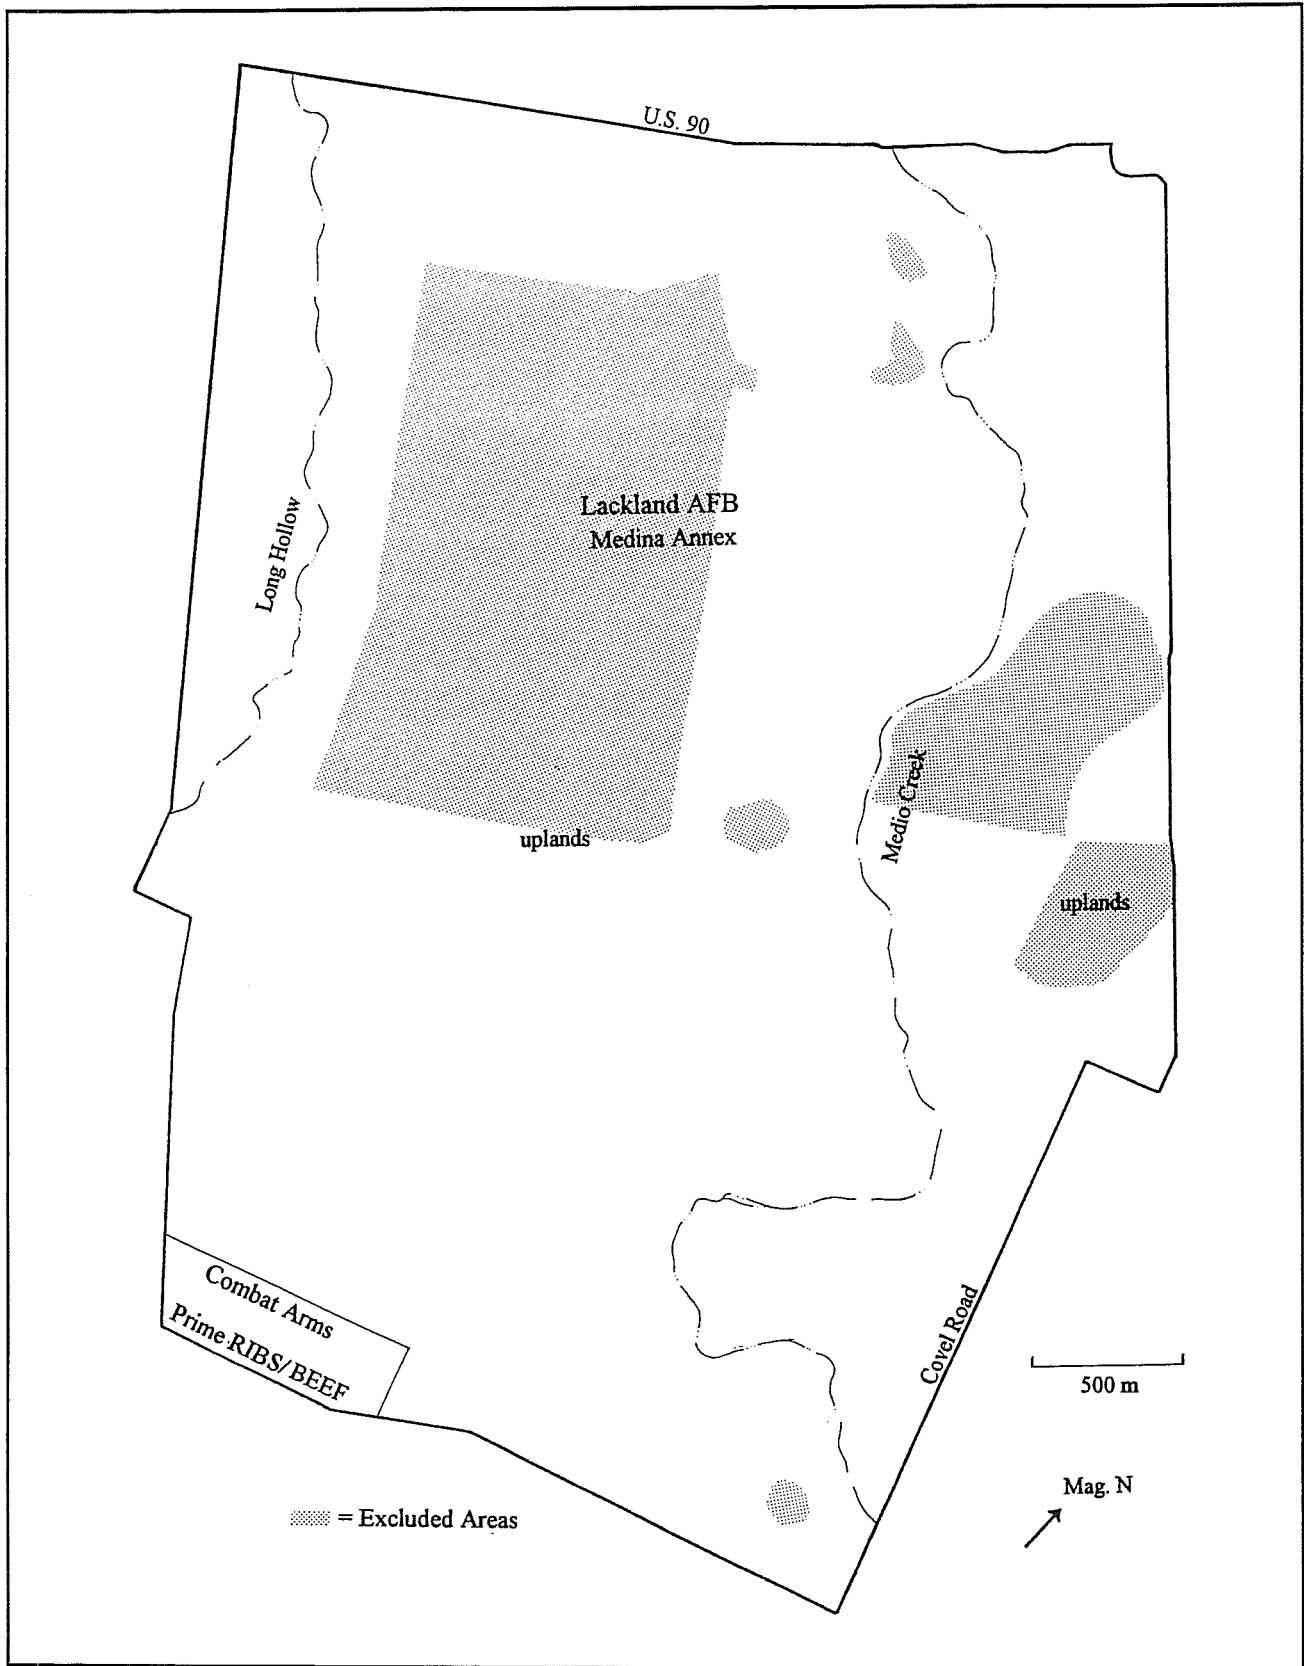 U.S. 90
Lackland AFB
Medina Annex
Long Hollow
Medio Creek
uplands
uplands
Combat Arms
Prime RIBS/BEEF
Covel Road
500 m
Mag. N
= Excluded Areas